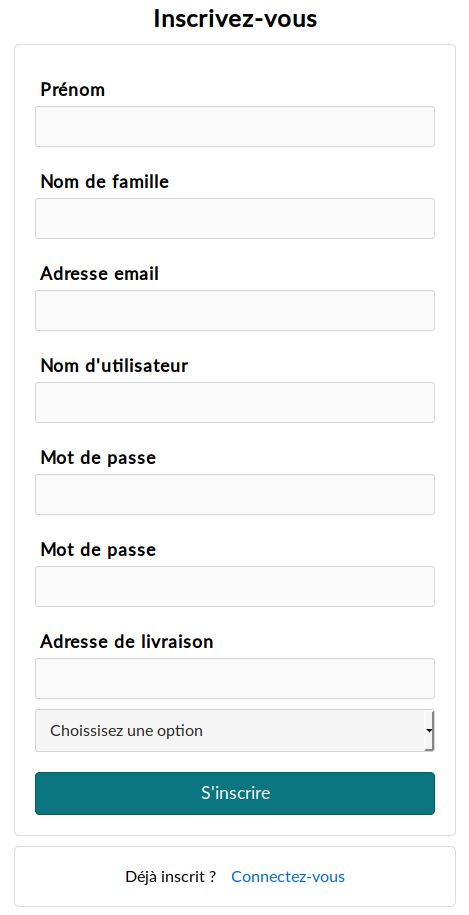 Inscrivez-vous
Prénom
Nom de famille
Adresse email
Nom d'utilisateur
Mot de passe
Mot de passe
Adresse de livraison
Choissisez une option
S'inscrire
Déjà inscrit ? Connectez-vous